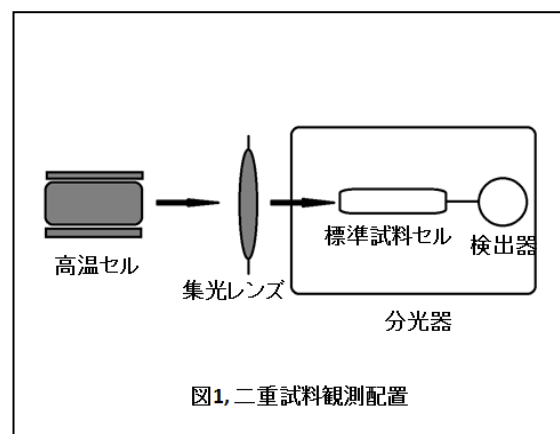 高温セル
集光レンズ
標準試料セル
検出器
分光器
図1, 二重試料観測配置